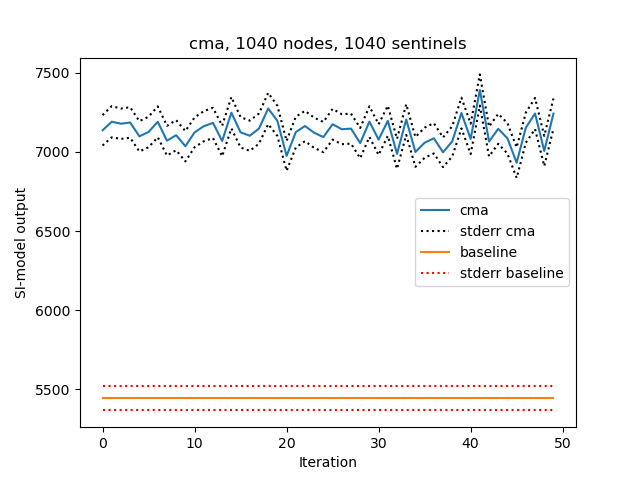 cma, 1040 nodes, 1040 sentinels
7500
7000
6500
6000
5500
SI-model output
cma
stderr cma
baseline
stderr baseline
0 10 20 30 40 50
Iteration